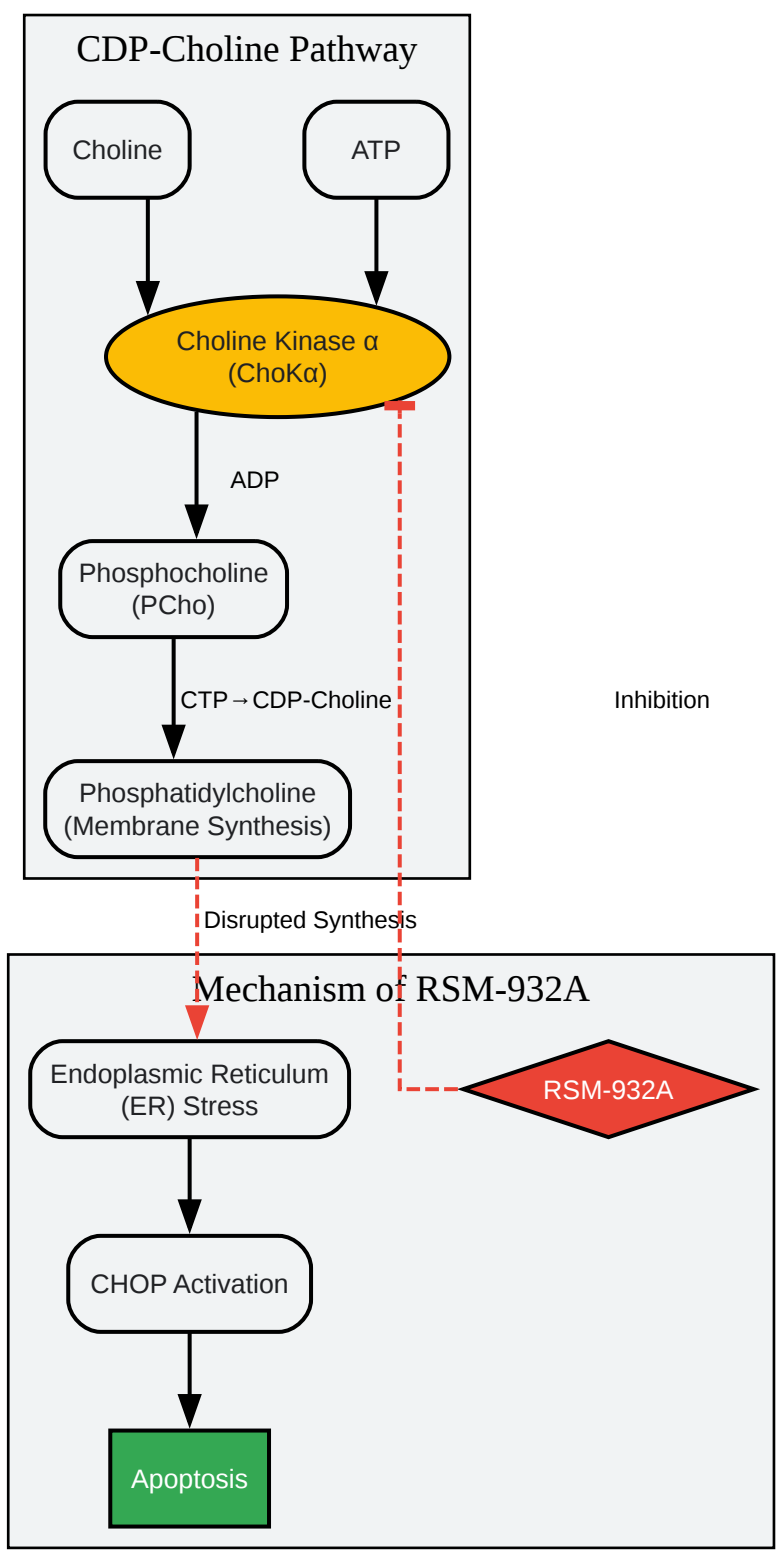 CDP-Choline Pathway
Choline
ATP
Choline Kinase α
(ChoKα)
ADP
Phosphocholine
(PCho)
CTP→CDP-Choline
Inhibition
Phosphatidylcholine
(Membrane Synthesis)
Disrupted Synthesis
Mechanism of RSM-932A
Endoplasmic Reticulum
(ER) Stress
RSM-932A
CHOP Activation
Apoptosis